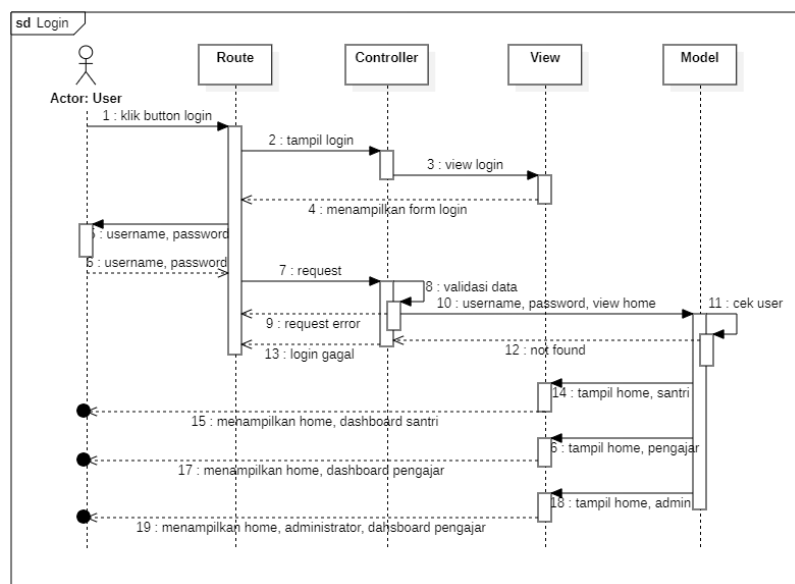 sd Login
Route
Controller
View
Model
Actor: User
1 : klik button login
2 : tampil login
3 : view login
4 : menampilkan form login
: username, password
: username, password
7 : request
8 : validasi data
10 : username, password, view home
11 : cek user
9 : request error
12 : not found
13 : login gagal
14 : tampil home, santri
15 : menampilkan home, dashboard santri
6 : tampil home, pengajar
17 : menampilkan home, dashboard pengajar
18 : tampil home, admin
19 : menampilkan home, administrator, dahsboard pengajar